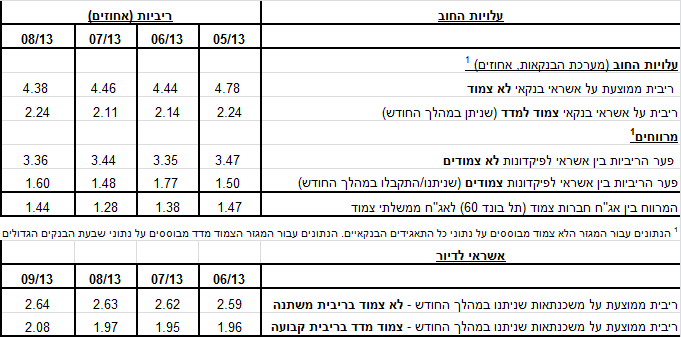 עלויות החוב ריביות (אחוזים)
05/13 06/13 07/13 08/13
עלויות החוב (מערכת הבנקאות, אחוזים) 1
ריבית ממוצעת על אשראי בנקאי לא צמוד 4.78 4.44 4.46 4.38
ריבית על אשראי בנקאי צמוד למדד (שניתן במהלך החודש) 2.24 2.14 2.11 2.24
מרווחים1
פער הריביות בין אשראי לפיקדונות לא צמודים 3.47 3.35 3.44 3.36
פער הריביות בין אשראי לפיקדונות צמודים (שניתנו/התקבלו במהלך החודש) 1.50 1.77 1.48 1.60
המרווח בין אג"ח חברות צמוד (תל בונד 60) לאג"ח ממשלתי צמוד 1.47 1.38 1.28 1.44
1 הנתונים עבור המגזר הלא צמוד מבוססים על נתוני כל התאגידים הבנקאיים. הנתונים עבור המגזר הצמוד מדד מבוססים על נתוני שבעת הבנקים הגדולים
אשראי לדיור
06/13 07/13 08/13 09/13
ריבית ממוצעת על משכנתאות שניתנו במהלך החודש - לא צמוד בריבית משתנה 2.59 2.62 2.63 2.64
ריבית ממוצעת על משכנתאות שניתנו במהלך החודש - צמוד מדד בריבית קבועה 1.96 1.95 1.97 2.08